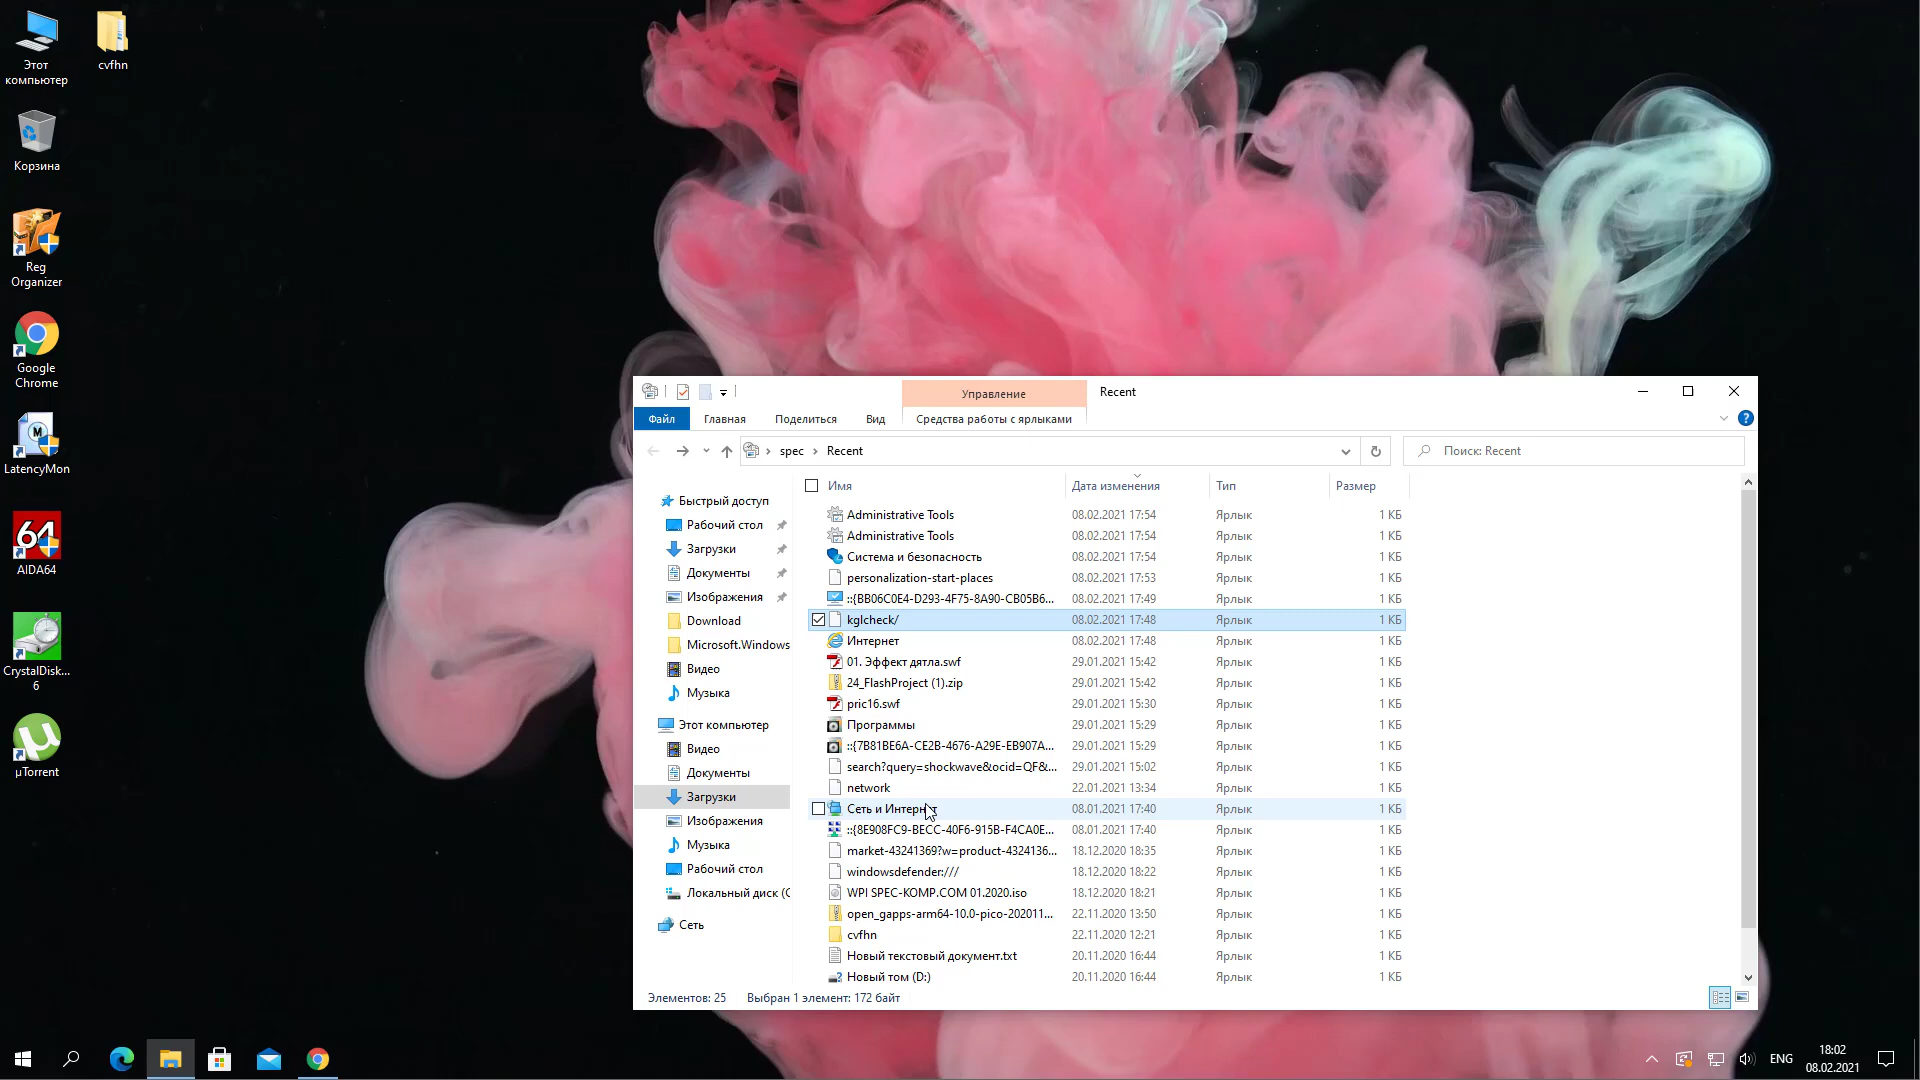 Этот
компьютер
cvfhn
Корзина
Reg
Organizer
Google
Chrome
LatencyMon
64
AIDA64
CrystalDisk...
6
µTorrent
Управление
Recent
Файл
Главная
Поделиться
Вид
Средства работы с ярлыками
spec
Recent
Поиск: Recent
Быстрый доступ
Рабочий стол
Загрузки
Документы
Изображения
Download
Microsoft.Windows
Видео
Музыка
Этот компьютер
Видео
Документы
Загрузки
Изображения
Музыка
Рабочий стол
Локальный диск (C
Сеть
Имя Дата изменения Тип Размер
Administrative Tools 08.02.2021 17:54 Ярлык 1 КБ
Administrative Tools 08.02.2021 17:54 Ярлык 1 КБ
Система и безопасность 08.02.2021 17:54 Ярлык 1 КБ
personalization-start-places 08.02.2021 17:53 Ярлык 1 КБ
::{BB06C0E4-D293-4F75-8A90-CB05B6... 08.02.2021 17:49 Ярлык 1 КБ
kglcheck/ 08.02.2021 17:48 Ярлык 1 КБ
Интернет 08.02.2021 17:48 Ярлык 1 КБ
01. Эффект дятла.swf 29.01.2021 15:42 Ярлык 1 КБ
24_FlashProject (1).zip 29.01.2021 15:42 Ярлык 1 КБ
pric16.swf 29.01.2021 15:30 Ярлык 1 КБ
Программы 29.01.2021 15:29 Ярлык 1 КБ
::{7B81BE6A-CE2B-4676-A29E-EB907A... 29.01.2021 15:29 Ярлык 1 КБ
search?query=shockwave&ocid=QF&... 29.01.2021 15:02 Ярлык 1 КБ
network 22.01.2021 13:34 Ярлык 1 КБ
Сеть и Интернет 08.01.2021 17:40 Ярлык 1 КБ
::{8E908FC9-BECC-40F6-915B-F4CA0E... 08.01.2021 17:40 Ярлык 1 КБ
market-43241369?w=product-4324136... 18.12.2020 18:35 Ярлык 1 КБ
windowsdefender:/// 18.12.2020 18:22 Ярлык 1 КБ
WPI SPEC-KOMP.COM 01.2020.iso 18.12.2020 18:21 Ярлык 1 КБ
open_gapps-arm64-10.0-pico-202011... 22.11.2020 13:50 Ярлык 1 КБ
cvfhn 22.11.2020 12:21 Ярлык 1 КБ
Новый текстовый документ.txt 20.11.2020 16:44 Ярлык 1 КБ
Новый том (D:) 20.11.2020 16:44 Ярлык 1 КБ
Элементов: 25 Выбран 1 элемент: 172 байт
ENG
18:02
08.02.2021